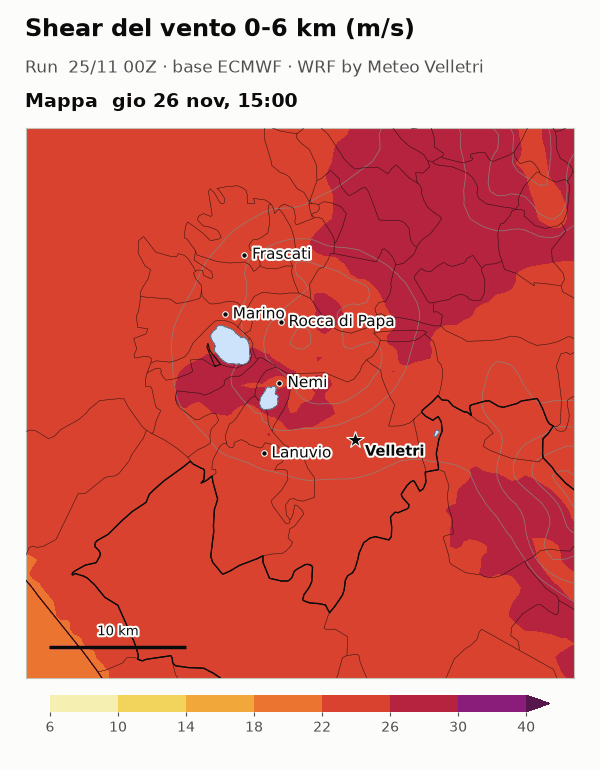 Shear del vento 0-6 km (m/s)
Run  25/11 00Z · base ECMWF · WRF by Meteo Velletri
Mappa  gio 26 nov, 15:00
Frascati
Marino
Rocca di Papa
Nemi
Velletri
Lanuvio
10 km
6 10 14 18 22 26 30 40